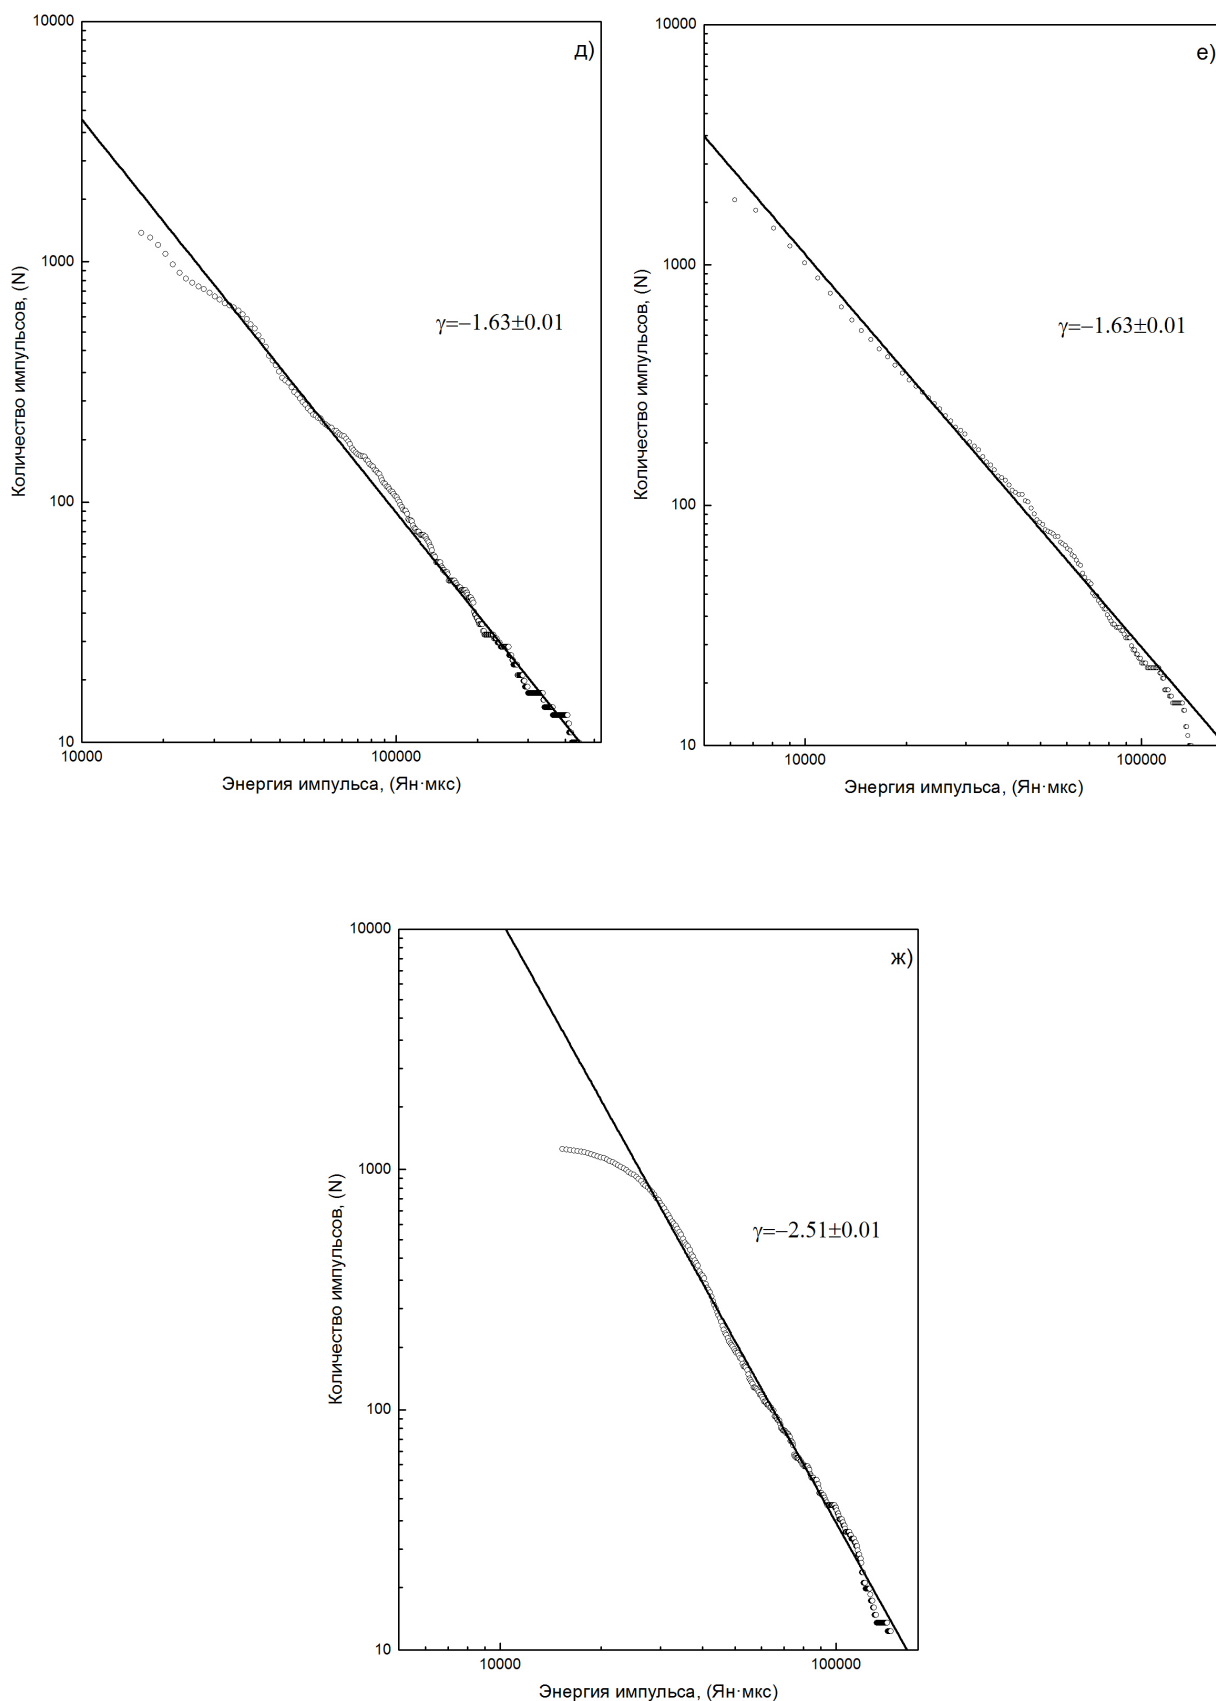 д)
10000
1000
100
10
Количество импульсов, (N)
γ=−1.63±0.01
10000
100000
Энергия импульса, (Ян·мкс)
е)
10000
1000
100
10
Количество импульсов, (N)
γ=−1.63±0.01
10000
100000
Энергия импульса, (Ян·мкс)
ж)
10000
1000
100
10
Количество импульсов, (N)
γ=−2.51±0.01
10000
100000
Энергия импульса, (Ян·мкс)